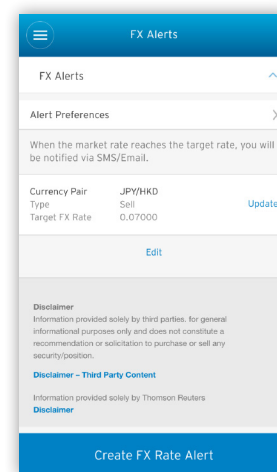 FX Alerts
FX Alerts
Alert Preferences
When the market rate reaches the target rate, you will
be notified via SMS/Email.
Currency Pair JPY/HKD
Type Sell Update
Target FX Rate 0.07000
Edit
Disclaimer
Information provided solely by third parties. for general
informational purposes only and does not constitute a
recommendation or solicitation to purchase or sell any
security/position.
Disclaimer – Third Party Content
Information provided solely by Thomson Reuters
Disclaimer
Create FX Rate Alert